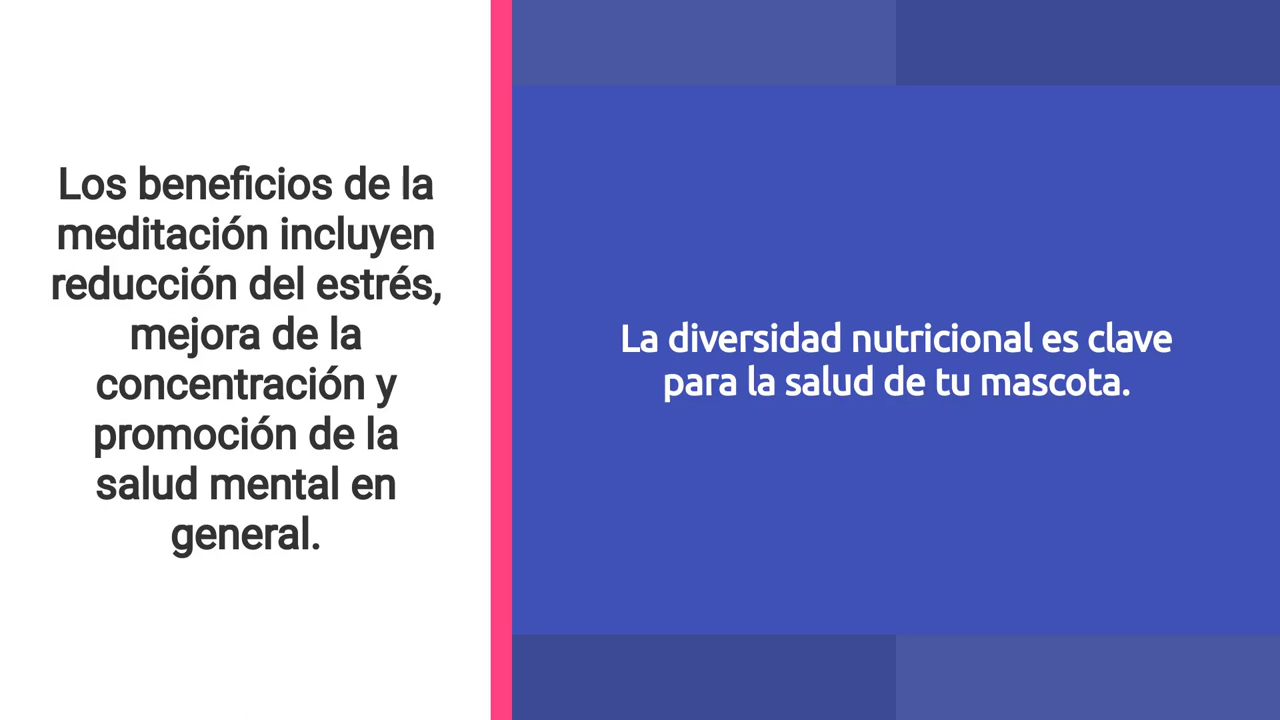 Los beneficios de la
meditación incluyen
reducción del estrés,
mejora de la
concentración y
promoción de la
salud mental en
general.
La diversidad nutricional es clave
para la salud de tu mascota.